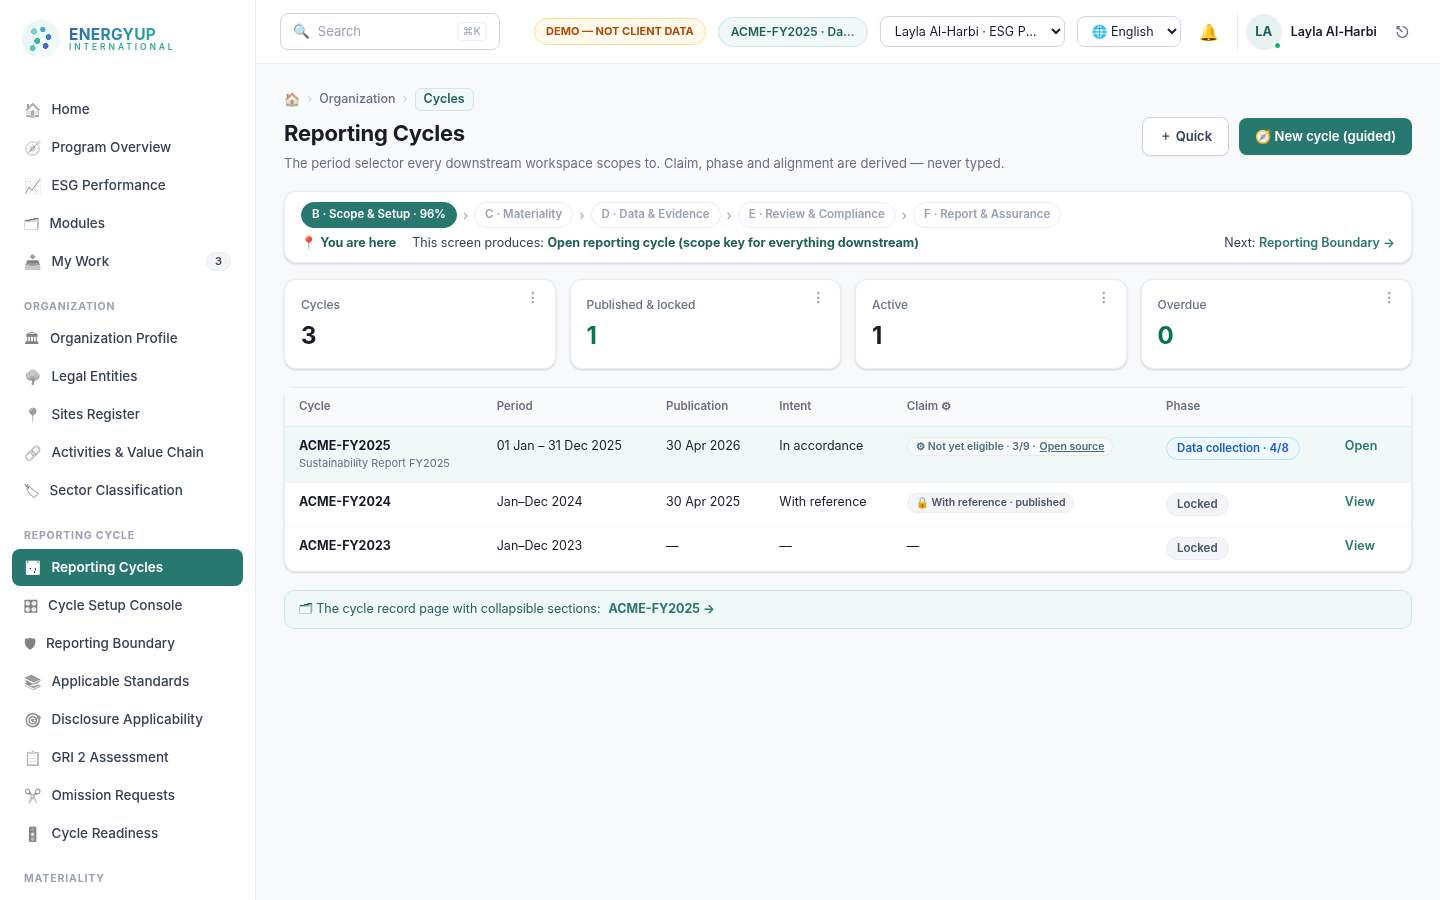 ENERGYUP
INTERNATIONAL
Search
⌘K
DEMO — NOT CLIENT DATA
ACME-FY2025 · Da...
Layla Al-Harbi · ESG P...
English
LA
Layla Al-Harbi
Home
Program Overview
ESG Performance
Modules
My Work
3
ORGANIZATION
Organization Profile
Legal Entities
Sites Register
Activities & Value Chain
Sector Classification
REPORTING CYCLE
Reporting Cycles
Cycle Setup Console
Reporting Boundary
Applicable Standards
Disclosure Applicability
GRI 2 Assessment
Omission Requests
Cycle Readiness
MATERIALITY
› Organization › Cycles
Reporting Cycles
The period selector every downstream workspace scopes to. Claim, phase and alignment are derived — never typed.
+ Quick
New cycle (guided)
B · Scope & Setup · 96% › C · Materiality › D · Data & Evidence › E · Review & Compliance › F · Report & Assurance
You are here This screen produces: Open reporting cycle (scope key for everything downstream)
Next: Reporting Boundary →
Cycles
3
Published & locked
1
Active
1
Overdue
0
Cycle Period Publication Intent Claim Phase
ACME-FY2025 01 Jan – 31 Dec 2025 30 Apr 2026 In accordance Not yet eligible · 3/9 · Open source Data collection · 4/8 Open
Sustainability Report FY2025
ACME-FY2024 Jan–Dec 2024 30 Apr 2025 With reference With reference · published Locked View
ACME-FY2023 Jan–Dec 2023 — — — Locked View
The cycle record page with collapsible sections: ACME-FY2025 →